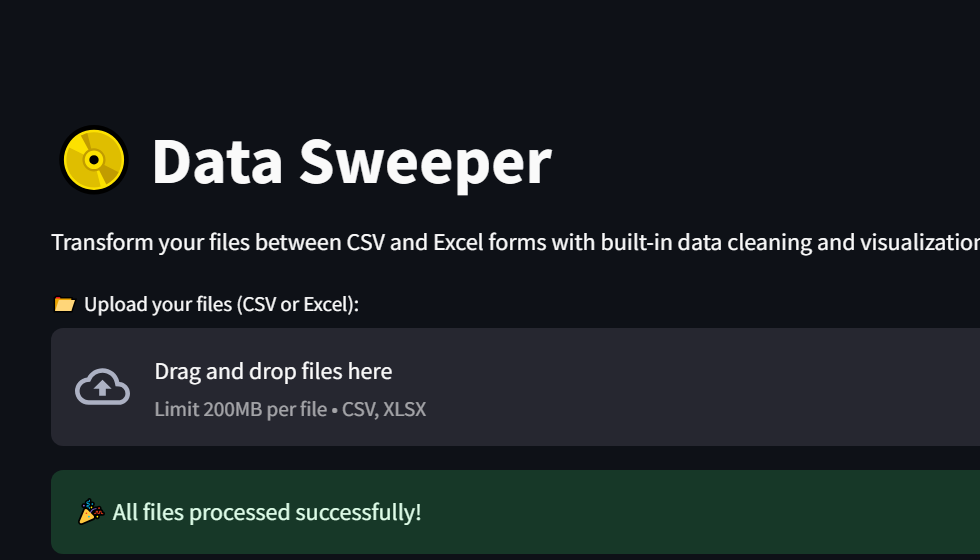 Data Sweeper
Transform your files between CSV and Excel forms with built-in data cleaning and visualization
Upload your files (CSV or Excel):
Drag and drop files here
Limit 200MB per file • CSV, XLSX
All files processed successfully!